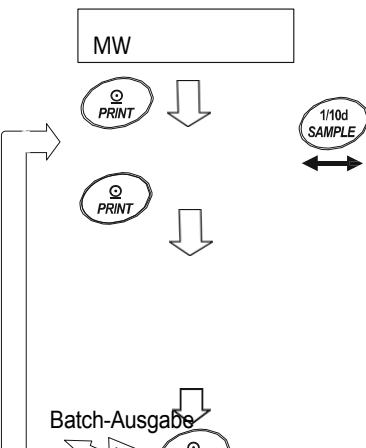 MW
PRINT
1/10d
SAMPLE
PRINT
Batch-Ausgabe